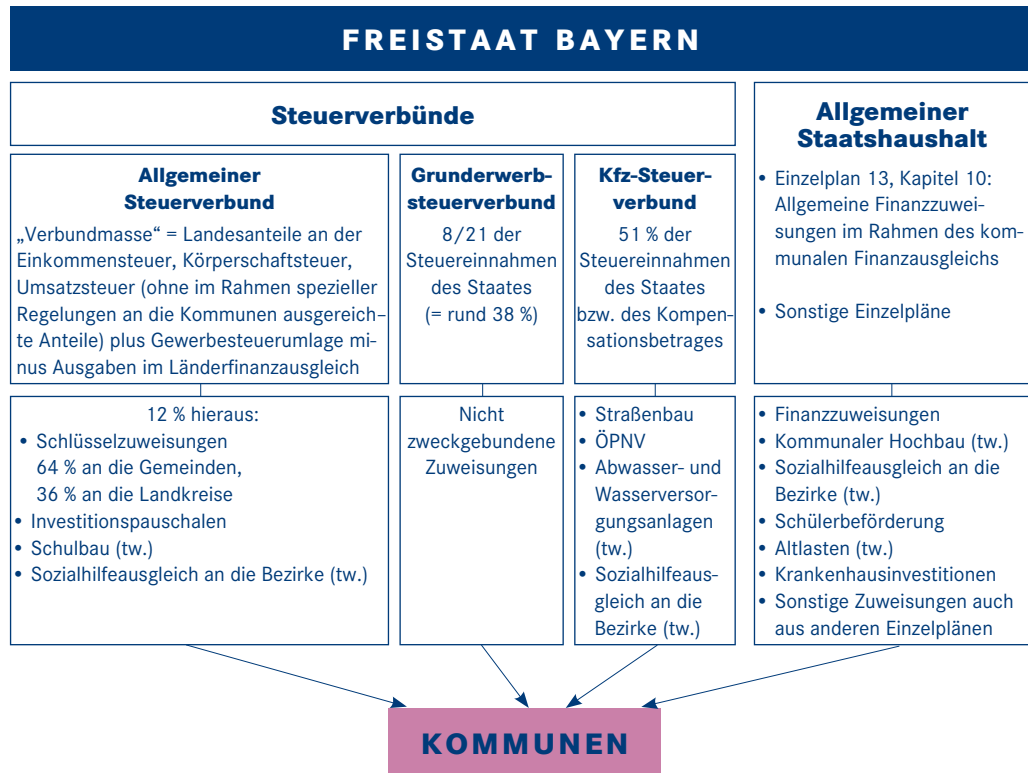 FREISTAAT BAYERN
Steuerverbünde
Allgemeiner
Steuerverbund
„Verbundmasse“ = Landesanteile an der
Einkommensteuer, Körperschaftsteuer,
Umsatzsteuer (ohne im Rahmen spezieller
Regelungen an die Kommunen ausgereich-
te Anteile) plus Gewerbesteuerumlage mi-
nus Ausgaben im Länderfinanzausgleich
12 % hieraus:
• Schlüsselzuweisungen
64 % an die Gemeinden,
36 % an die Landkreise
• Investitionspauschalen
• Schulbau (tw.)
• Sozialhilfeausgleich an die Bezirke (tw.)
Grunderwerb-
steuerverbund
8/21 der
Steuereinnahmen
des Staates
(= rund 38 %)
Nicht
zweckgebundene
Zuweisungen
Kfz-Steuer-
verbund
51 % der
Steuereinnahmen
des Staates
bzw. des Kompen-
sationsbetrages
• Straßenbau
• ÖPNV
• Abwasser- und
Wasserversor-
gungsanlagen
(tw.)
• Sozialhilfeaus-
gleich an die
Bezirke (tw.)
Allgemeiner
Staatshaushalt
• Einzelplan 13, Kapitel 10:
Allgemeine Finanzzuwei-
sungen im Rahmen des kom-
munalen Finanzausgleichs
• Sonstige Einzelpläne
• Finanzzuweisungen
• Kommunaler Hochbau (tw.)
• Sozialhilfeausgleich an die
Bezirke (tw.)
• Schülerbeförderung
• Altlasten (tw.)
• Krankenhausinvestitionen
• Sonstige Zuweisungen auch
aus anderen Einzelplänen
KOMMUNEN